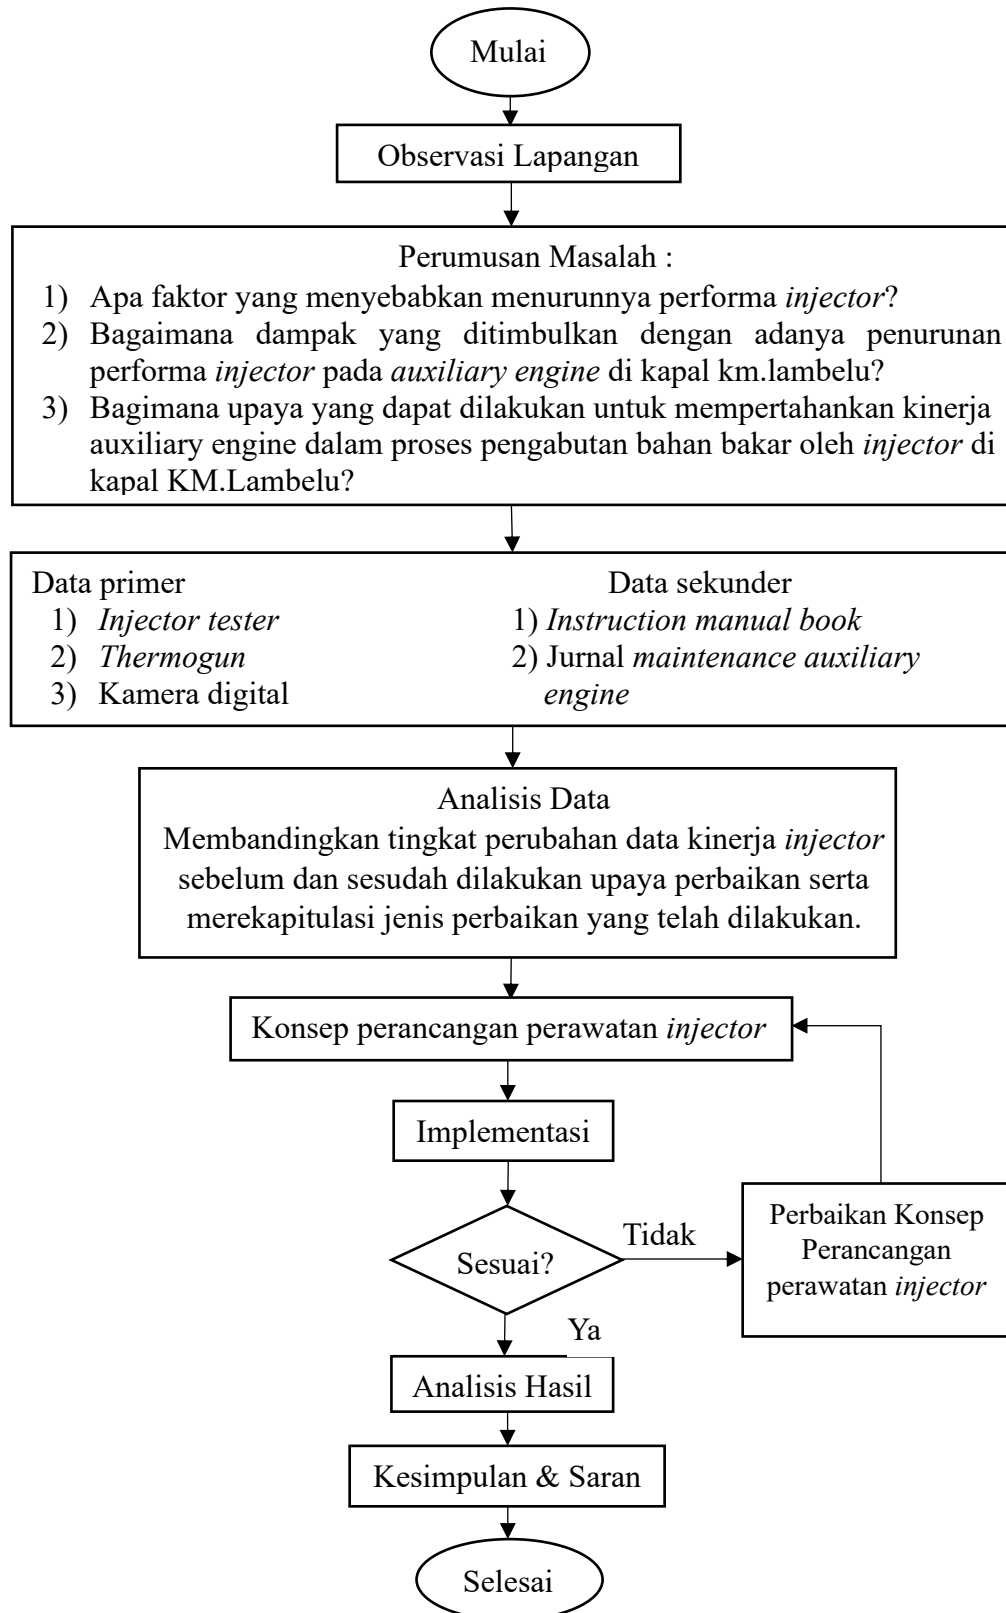 Mulai
Observasi Lapangan
Perumusan Masalah :
1) Apa faktor yang menyebabkan menurunnya performa injector?
2) Bagaimana dampak yang ditimbulkan dengan adanya penurunan
performa injector pada auxiliary engine di kapal km.lambelu?
3) Bagimana upaya yang dapat dilakukan untuk mempertahankan kinerja
auxiliary engine dalam proses pengabutan bahan bakar oleh injector di
kapal KM.Lambelu?
Data primer
1) Injector tester
2) Thermogun
3) Kamera digital
Data sekunder
1) Instruction manual book
2) Jurnal maintenance auxiliary
engine
Analisis Data
Membandingkan tingkat perubahan data kinerja injector
sebelum dan sesudah dilakukan upaya perbaikan serta
merekapitulasi jenis perbaikan yang telah dilakukan.
Konsep perancangan perawatan injector
Implementasi
Sesuai?
Tidak
Perbaikan Konsep
Perancangan
perawatan injector
Ya
Analisis Hasil
Kesimpulan & Saran
Selesai